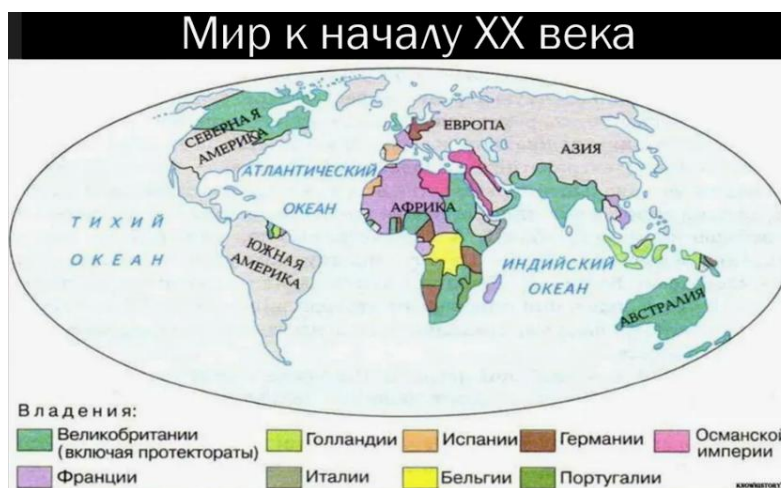 Мир к началу XX века
СЕВЕРНАЯ
АМЕРИКА
ЕВРОПА
АЗИЯ
АТЛАНТИЧЕСКИЙ
ОКЕАН
АФРИКА
ТИХИЙ
ОКЕАН
ЮЖНАЯ
АМЕРИКА
ИНДИЙСКИЙ
ОКЕАН
АВСТРАЛИЯ
Владения:
Великобритании
(включая протектораты)
Голландии
Испании
Германии
Османской
империи
Франции
Италии
Бельгии
Португалии